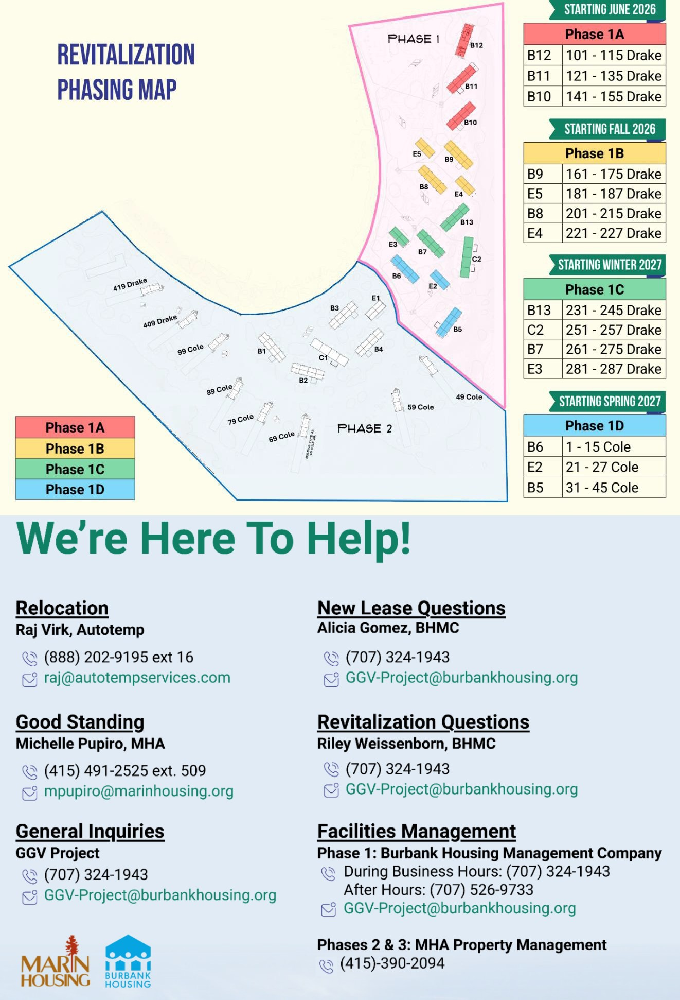 REVITALIZATION
PHASING MAP
PHASE 1
B12
B11
B10
E5
B9
B8
E4
B13
E3
B7
C2
B6
E2
B5
419 Drake
409 Drake
99 Cole
89 Cole
79 Cole
69 Cole
BUILDING TYPE A3
69 COLE DR.
B3
E1
B1
C1
B4
B2
49 Cole
59 Cole
PHASE 2
Phase 1A
Phase 1B
Phase 1C
Phase 1D
STARTING JUNE 2026
Phase 1A
B12 101 - 115 Drake
B11 121 - 135 Drake
B10 141 - 155 Drake
STARTING FALL 2026
Phase 1B
B9 161 - 175 Drake
E5 181 - 187 Drake
B8 201 - 215 Drake
E4 221 - 227 Drake
STARTING WINTER 2027
Phase 1C
B13 231 - 245 Drake
C2 251 - 257 Drake
B7 261 - 275 Drake
E3 281 - 287 Drake
STARTING SPRING 2027
Phase 1D
B6 1 - 15 Cole
E2 21 - 27 Cole
B5 31 - 45 Cole
We're Here To Help!
Relocation
Raj Virk, Autotemp
(888) 202-9195 ext 16
raj@autotempservices.com
New Lease Questions
Alicia Gomez, BHMC
(707) 324-1943
GGV-Project@burbankhousing.org
Good Standing
Michelle Pupiro, MHA
(415) 491-2525 ext. 509
mpupiro@marinhousing.org
Revitalization Questions
Riley Weissenborn, BHMC
(707) 324-1943
GGV-Project@burbankhousing.org
General Inquiries
GGV Project
(707) 324-1943
GGV-Project@burbankhousing.org
Facilities Management
Phase 1: Burbank Housing Management Company
During Business Hours: (707) 324-1943
After Hours: (707) 526-9733
GGV-Project@burbankhousing.org
Phases 2 & 3: MHA Property Management
(415)-390-2094
MARIN
HOUSING
BURBANK
HOUSING